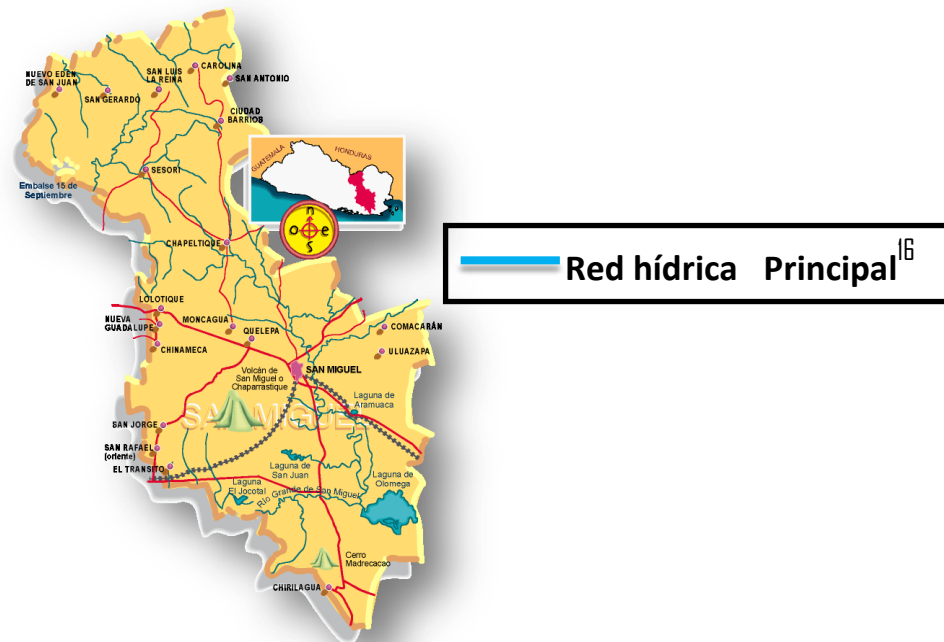 CAROLINA
NUEVO EDEN
DE SAN JUAN
SAN LUIS
LA REINA
SAN ANTONIO
SAN GERARDO
CIUDAD
BARRIOS
GUATEMALA
HONDURAS
SESORI
Embalse 15 de
Septiembre
n
o e
s
CHAPELTIQUE
Red hídrica Principal16
LOLOTIQUE
NUEVA
GUADALUPE
MONCAGUA
QUELEPA
COMACARÁN
CHINAMECA
ULUAZAPA
Volcán de
San Miguel o
Chaparrastique
SAN MIGUEL
Laguna de
Aramuaca
SAN MIGUEL
SAN JORGE
SAN RAFAEL
(oriente)
EL TRANSITO
Laguna de
San Juan
Laguna de
Olomega
Laguna
El Jocotal
Río Grande de San Miguel
Cerro
Madrecacao
CHIRILAGUA